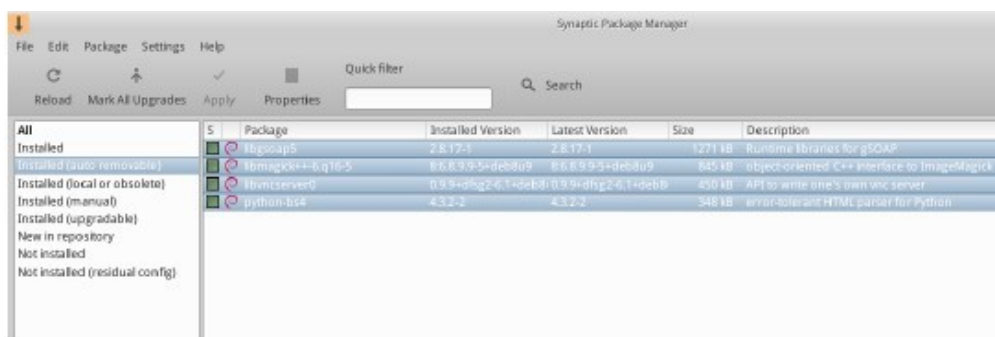 Synaptic Package Manager
File Edit Package Settings Help
Reload Mark All Upgrades Apply Properties Quick filter Search
All
Installed
Installed (auto removable)
Installed (local or obsolete)
Installed (manual)
Installed (upgradable)
New in repository
Not installed
Not installed (residual config)
S Package Installed Version Latest Version Size Description
libgsoap5 2.8.17-1 2.8.17-1 1271 kB Runtime libraries for gSOAP
libmagick++-6.q16-5 8:6.8.9.9-5+deb8u9 8:6.8.9.9-5+deb8u9 845 kB object-oriented C++ interface to ImageMagick
libvncserver0 0.9.9+dfsg2-6.1+deb8 0.9.9+dfsg2-6.1+deb8 450 kB API to write one's own vnc server
python-bs4 4.3.2-2 4.3.2-2 348 kB error-tolerant HTML parser for Python